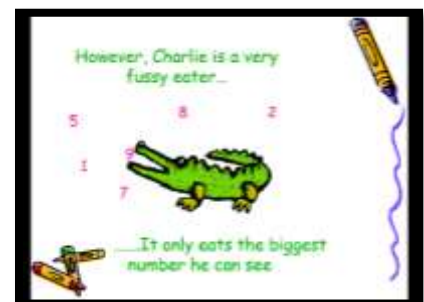 However, Charlie is a very
fussy eater...
8 2
5
9
1
7
......It only eats the biggest
number he can see